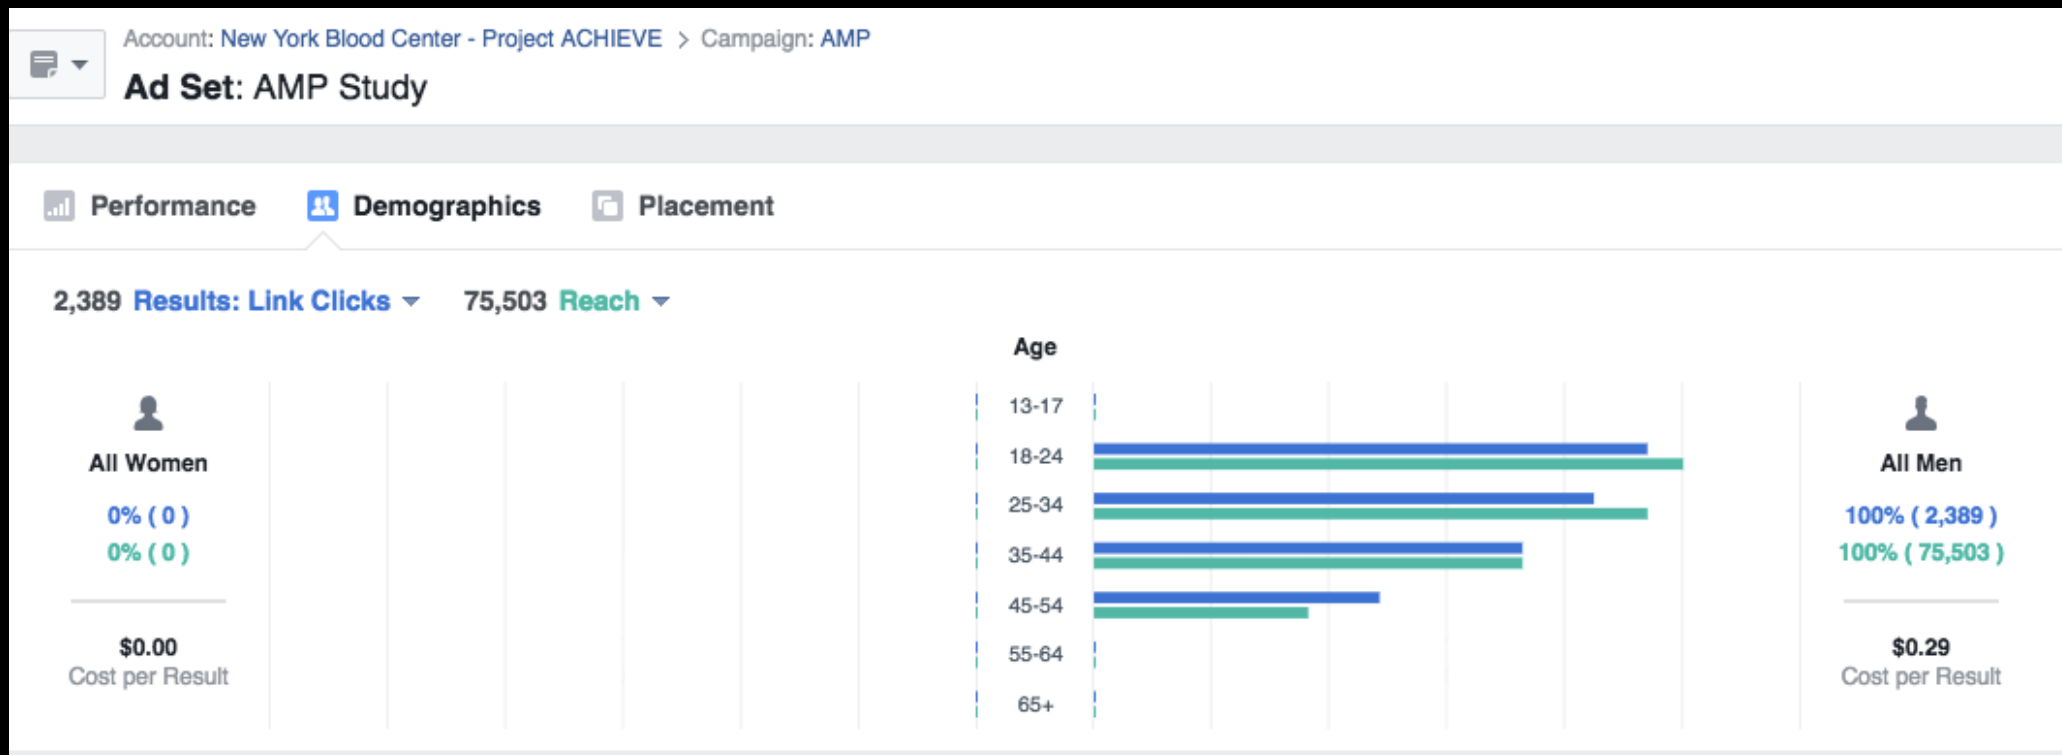 Account: New York Blood Center - Project ACHIEVE > Campaign: AMP
Ad Set: AMP Study
Performance Demographics Placement
2,389 Results: Link Clicks 75,503 Reach
Age
All Women
0% ( 0 )
0% ( 0 )
$0.00
Cost per Result
13-17
18-24
25-34
35-44
45-54
55-64
65+
All Men
100% ( 2,389 )
100% ( 75,503 )
$0.29
Cost per Result